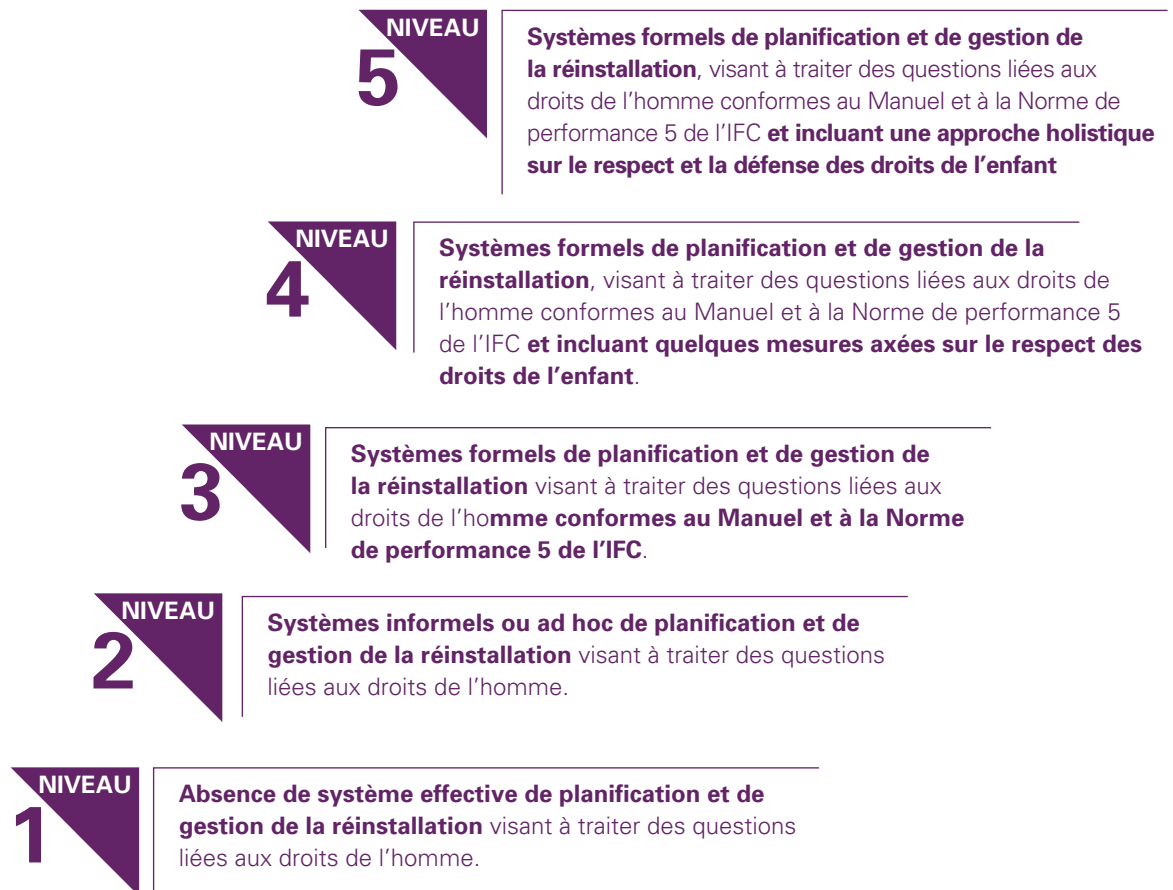 NIVEAU
5
Systèmes formels de planification et de gestion de
la réinstallation, visant à traiter des questions liées aux
droits de l’homme conformes au Manuel et à la Norme de
performance 5 de l’IFC et incluant une approche holistique
sur le respect et la défense des droits de l’enfant
NIVEAU
4
Systèmes formels de planification et de gestion de la
réinstallation, visant à traiter des questions liées aux droits de
l’homme conformes au Manuel et à la Norme de performance 5
de l’IFC et incluant quelques mesures axées sur le respect des
droits de l’enfant.
NIVEAU
3
Systèmes formels de planification et de gestion de
la réinstallation visant à traiter des questions liées aux
droits de l’homme conformes au Manuel et à la Norme
de performance 5 de l’IFC.
NIVEAU
2
Systèmes informels ou ad hoc de planification et de
gestion de la réinstallation visant à traiter des questions
liées aux droits de l’homme.
NIVEAU
1
Absence de système effective de planification et de
gestion de la réinstallation visant à traiter des questions
liées aux droits de l’homme.